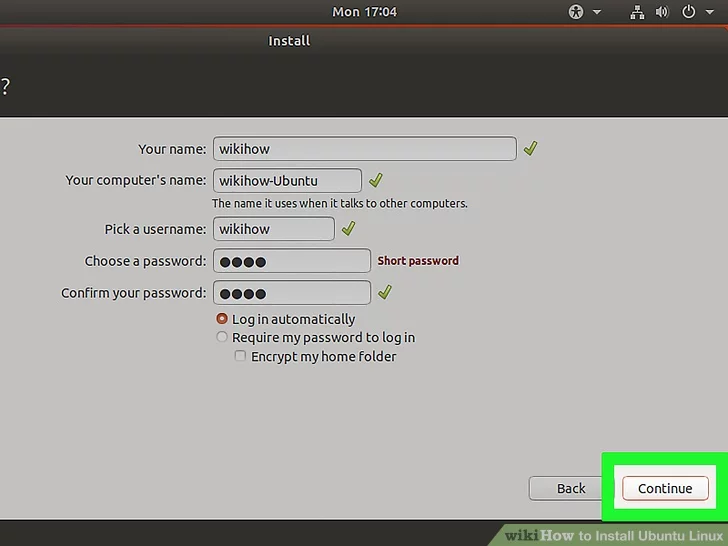 Mon 17:04
Install
?
Your name: wikihow
Your computer's name: wikihow-Ubuntu
The name it uses when it talks to other computers.
Pick a username: wikihow
Choose a password: ●●●● Short password
Confirm your password: ●●●●
Log in automatically
Require my password to log in
Encrypt my home folder
Back Continue
wikiHow to Install Ubuntu Linux